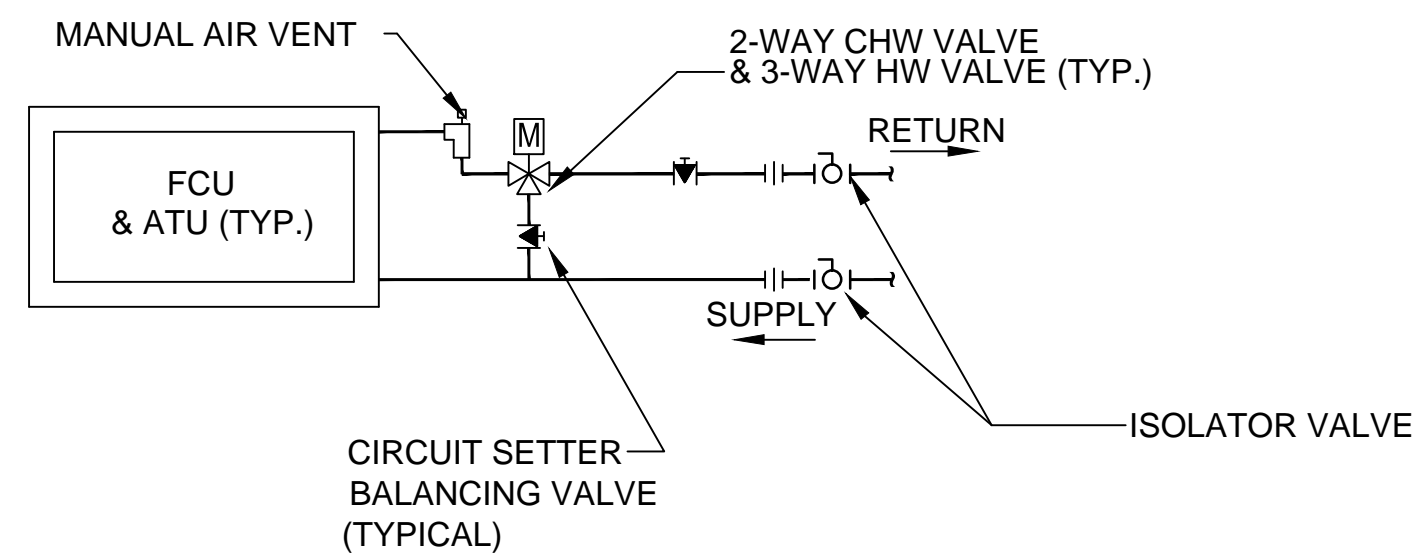 MANUAL AIR VENT
2-WAY CHW VALVE
& 3-WAY HW VALVE (TYP.)
M
RETURN
FCU
& ATU (TYP.)
SUPPLY
ISOLATOR VALVE
CIRCUIT SETTER
BALANCING VALVE
(TYPICAL)